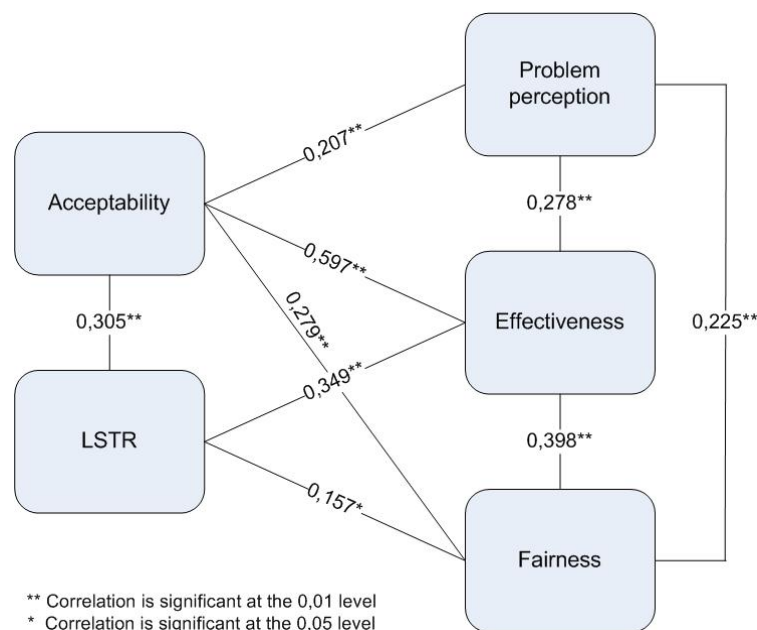 Problem
perception
0,207**
Acceptability
0,278**
0,597**
0,279**
Effectiveness
0,225**
0,305**
0,349**
LSTR
0,398**
0,157*
Fairness
** Correlation is significant at the 0,01 level
* Correlation is significant at the 0.05 level